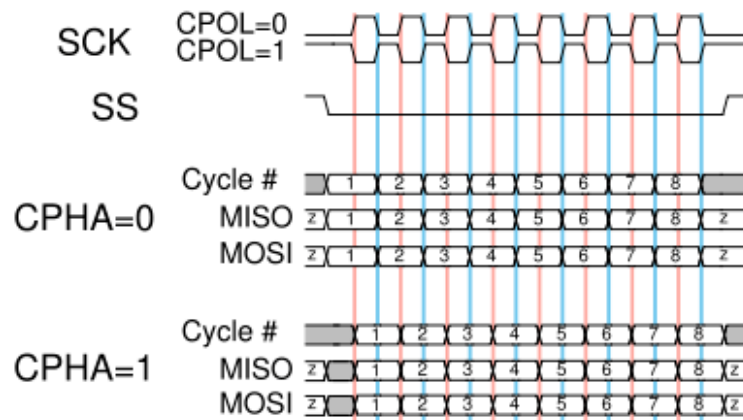 SCK CPOL=0
CPOL=1
SS
Cycle # 1 2 3 4 5 6 7 8
CPHA=0 MISO z 1 2 3 4 5 6 7 8 z
MOSI z 1 2 3 4 5 6 7 8 z
Cycle # 1 2 3 4 5 6 7 8
CPHA=1 MISO z 1 2 3 4 5 6 7 8 z
MOSI z 1 2 3 4 5 6 7 8 z